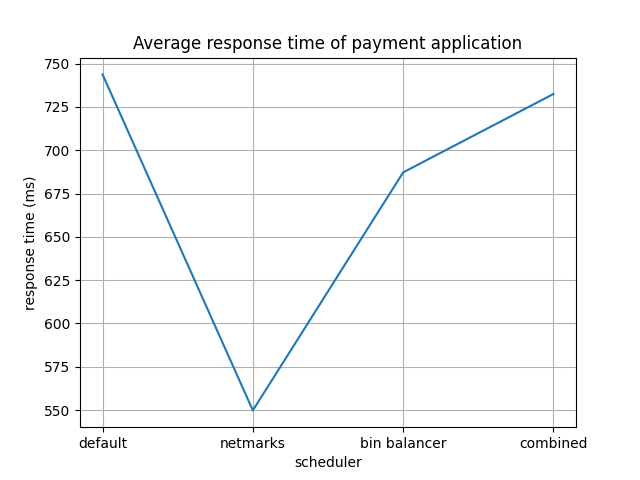 Average response time of payment application
response time (ms)
750
725
700
675
650
625
600
575
550
default netmarks bin balancer combined
scheduler